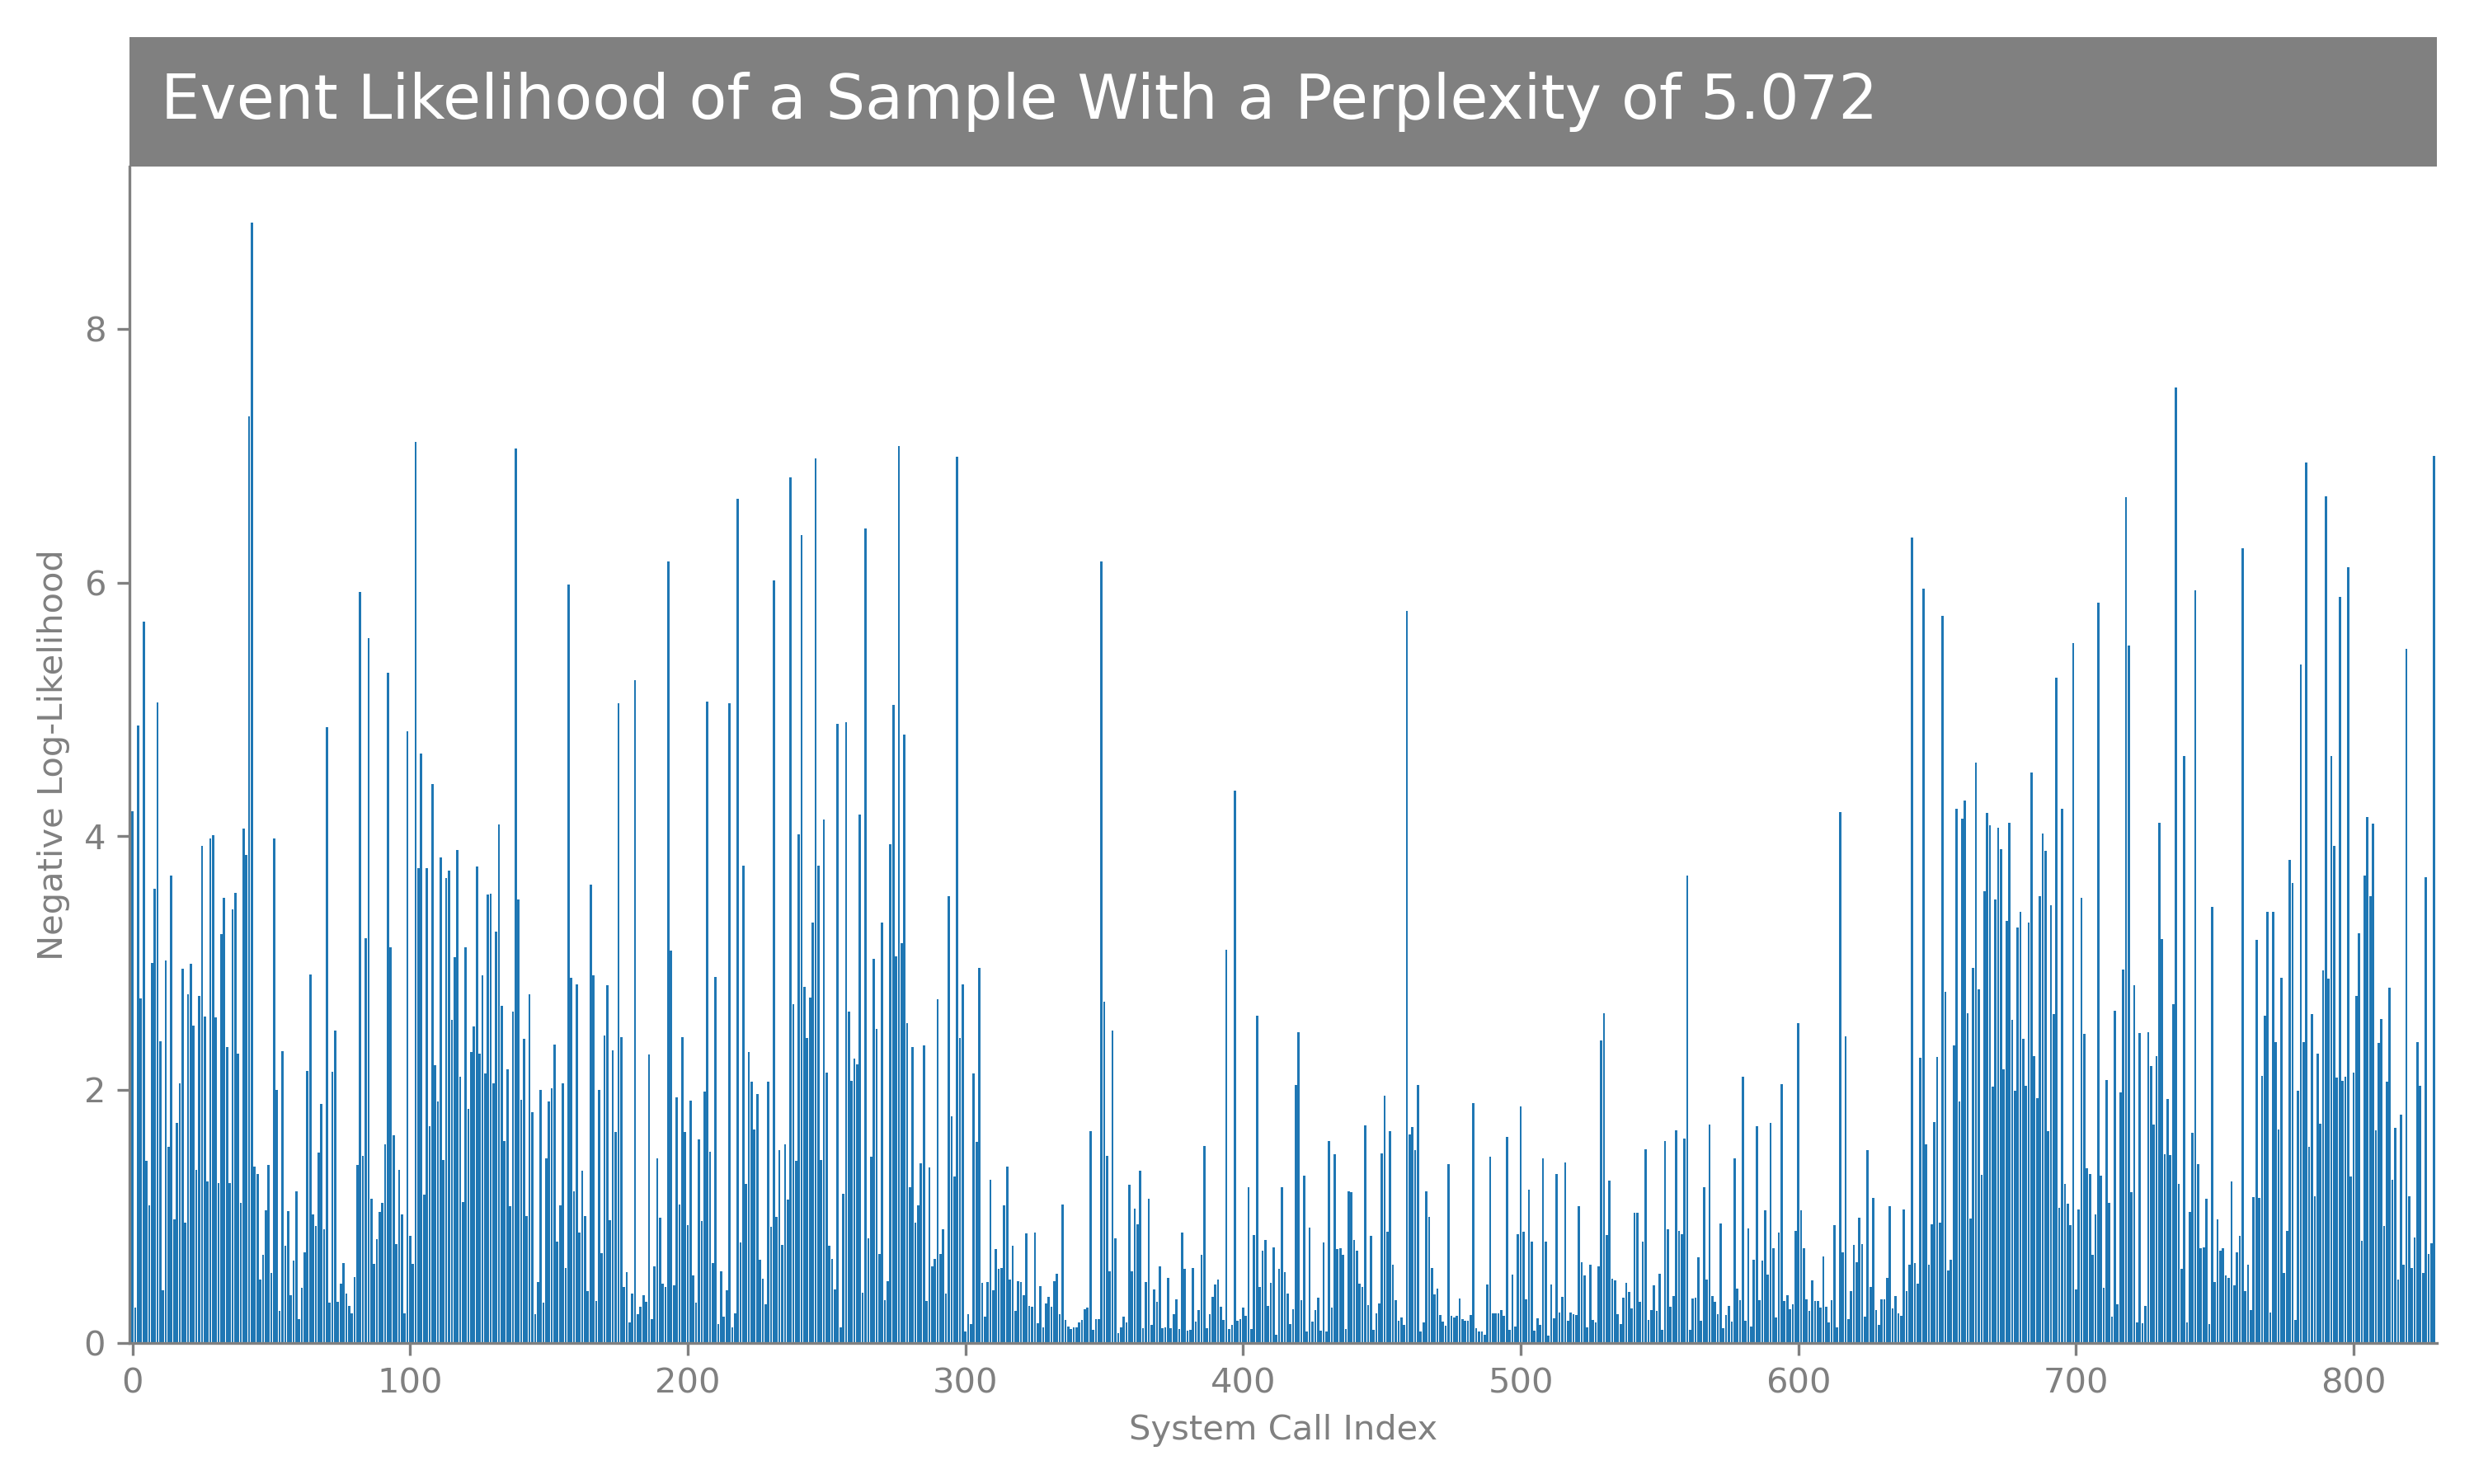 Event Likelihood of a Sample With a Perplexity of 5.072
8
6
4
2
0
Negative Log-Likelihood
0 100 200 300 400 500 600 700 800
System Call Index